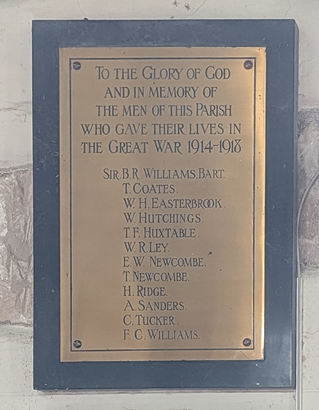 TO THE GLORY OF GOD
AND IN MEMORY OF
THE MEN OF THIS PARISH
WHO GAVE THEIR LIVES IN
THE GREAT WAR 1914-1918
SIR B. R. WILLIAMS. BART.
T. COATES.
W. H. EASTERBROOK.
W. HUTCHINGS.
T. F. HUXTABLE.
W. R. LEY.
E. W. NEWCOMBE.
T. NEWCOMBE.
H. RIDGE.
A. SANDERS.
C. TUCKER.
F. C. WILLIAMS.